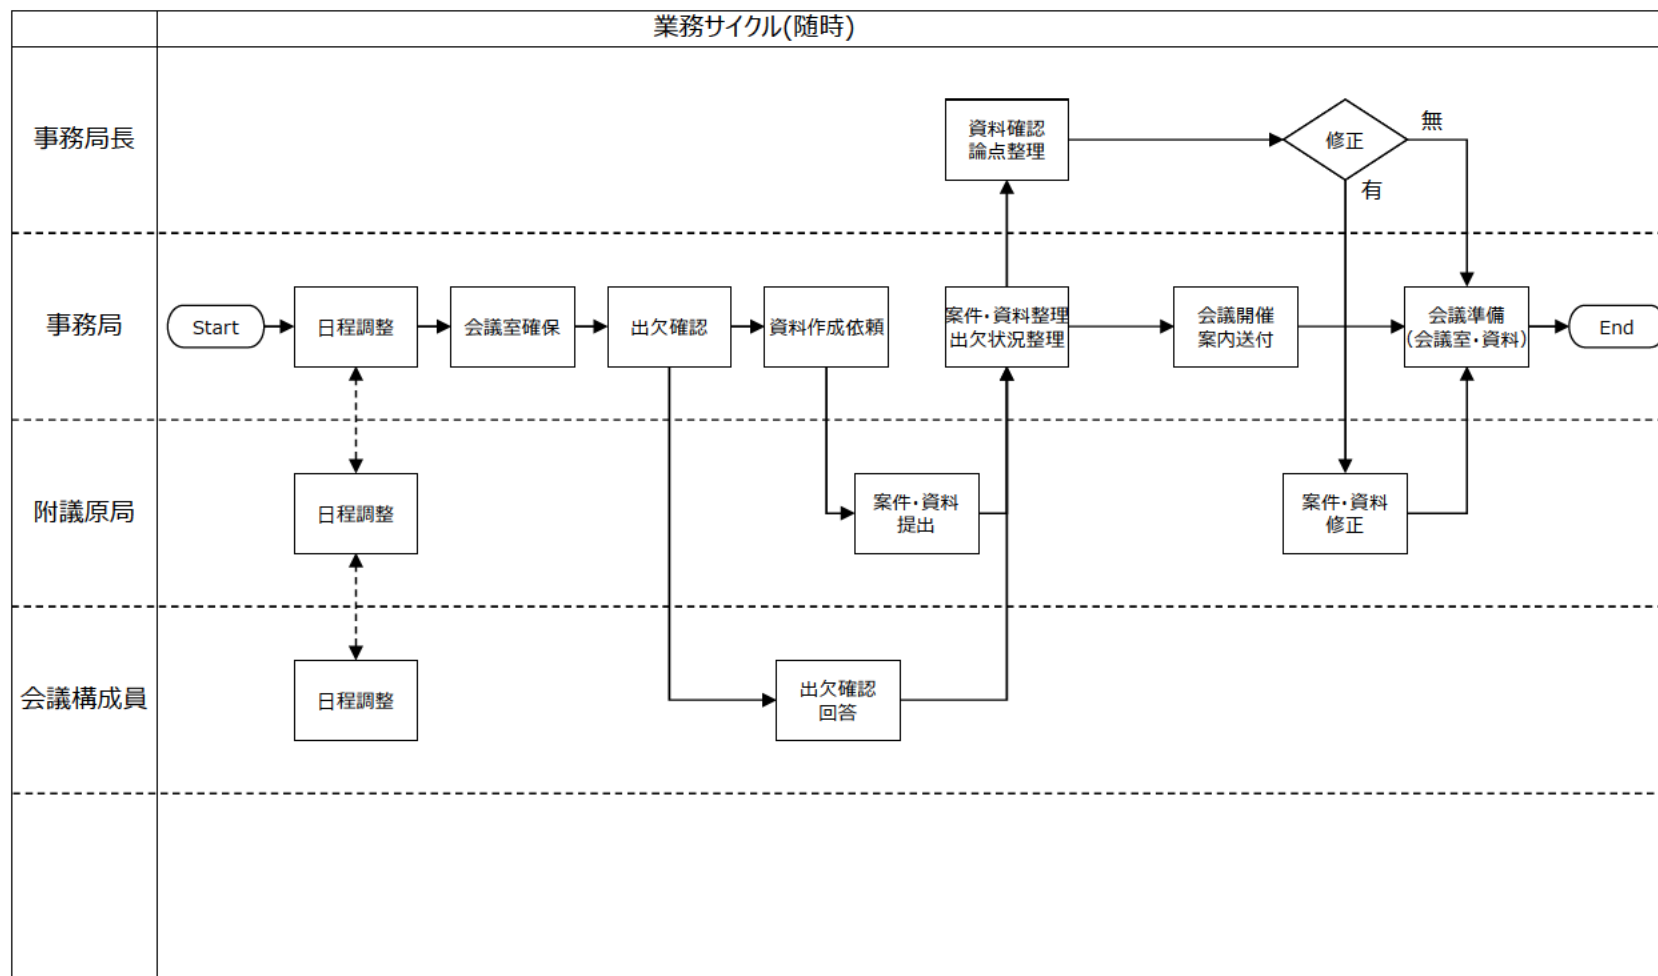 業務サイクル(随時)
事務局長
資料確認
論点整理
修正
無
有
事務局
Start
日程調整
会議室確保
出欠確認
資料作成依頼
案件・資料整理
出欠状況整理
会議開催
案内送付
会議準備
(会議室・資料)
End
附議原局
日程調整
案件・資料
提出
案件・資料
修正
会議構成員
日程調整
出欠確認
回答